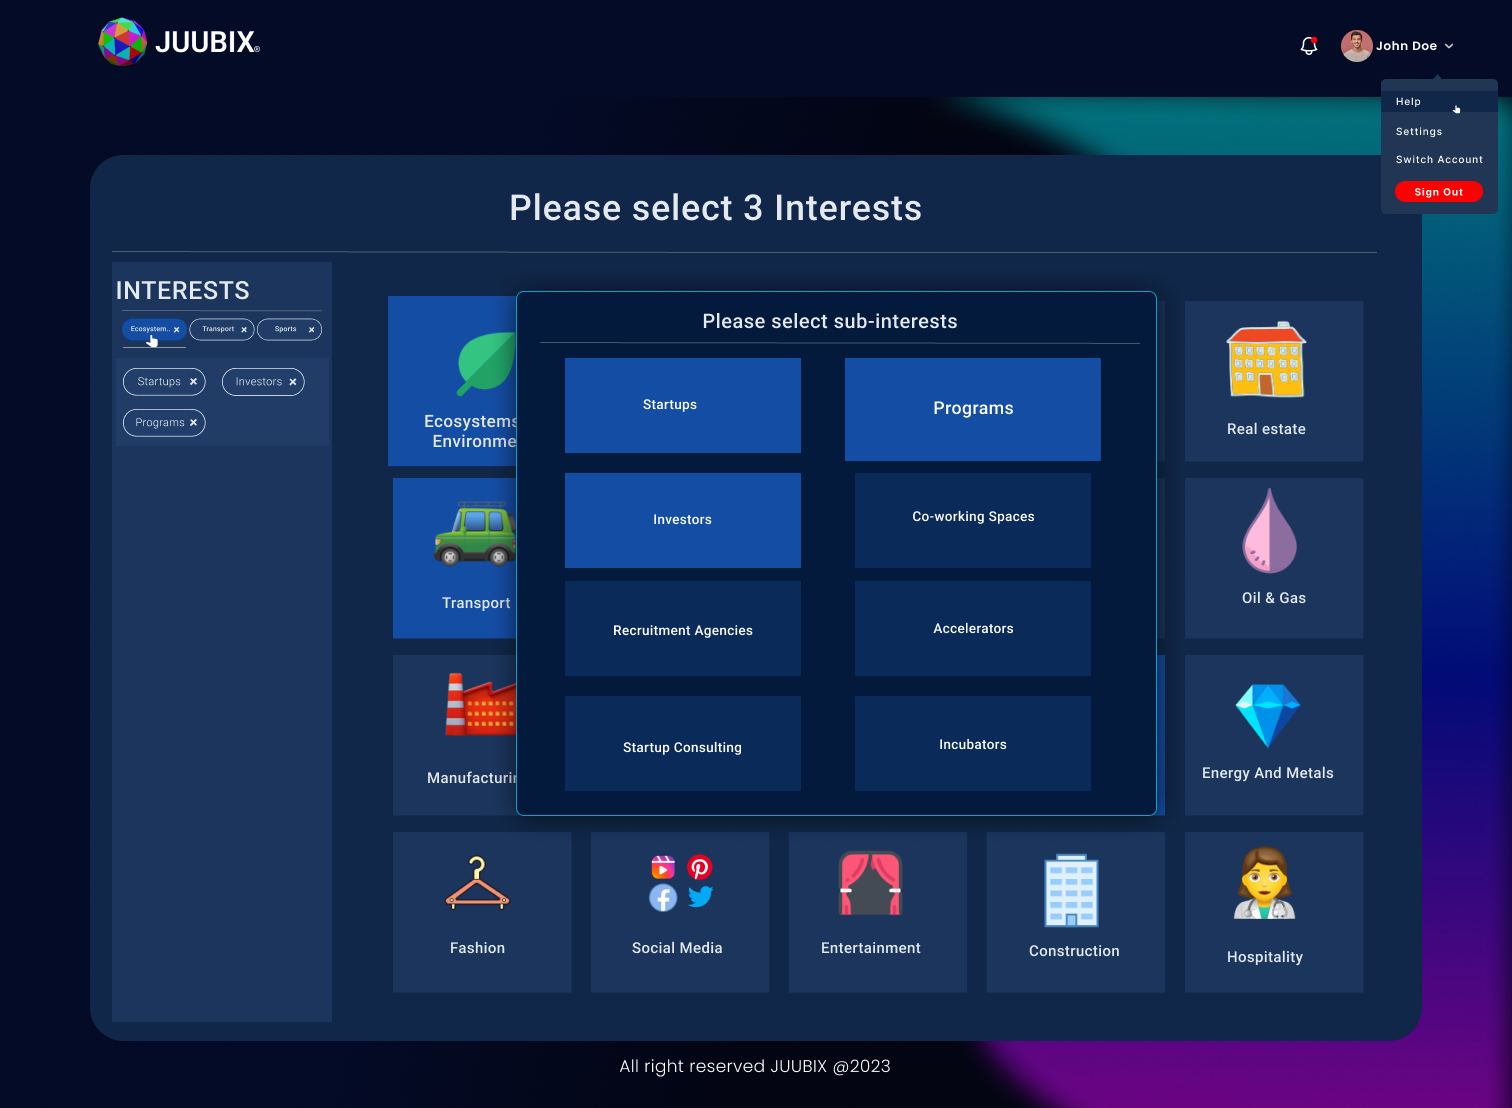 JUUBIX®
John Doe
Help
Settings
Switch Account
Sign Out
Please select 3 Interests
INTERESTS
Ecosystem.. ×
Transport ×
Sports ×
Startups ×
Investors ×
Programs ×
Ecosystems
Environme
Transport
Manufacturin
Please select sub-interests
Startups
Programs
Investors
Co-working Spaces
Recruitment Agencies
Accelerators
Startup Consulting
Incubators
Real estate
Oil & Gas
Energy And Metals
Fashion
Social Media
Entertainment
Construction
Hospitality
All right reserved JUUBIX @2023